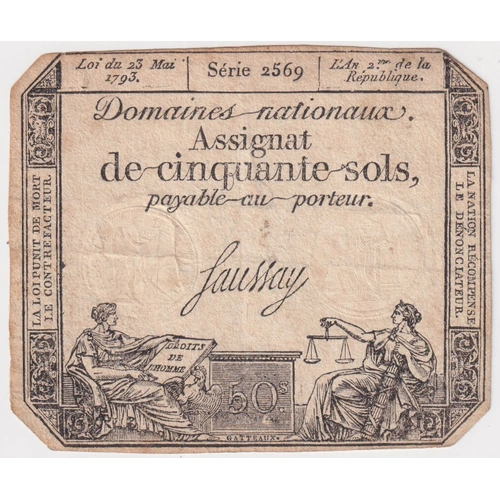 Loi du 23 Mai
1793.
Série 2569
L'An 2.me de la
République.
Domaines nationaux.
Assignat
de cinquante sols,
payable au porteur.
Saussay
LA LOI PUNIT DE MORT
LE CONTREFACTEUR.
LA NATION RÉCOMPENSE
LE DÉNONCIATEUR.
DROITS
DE
L'HOMME
50.s
GATTEAUX.